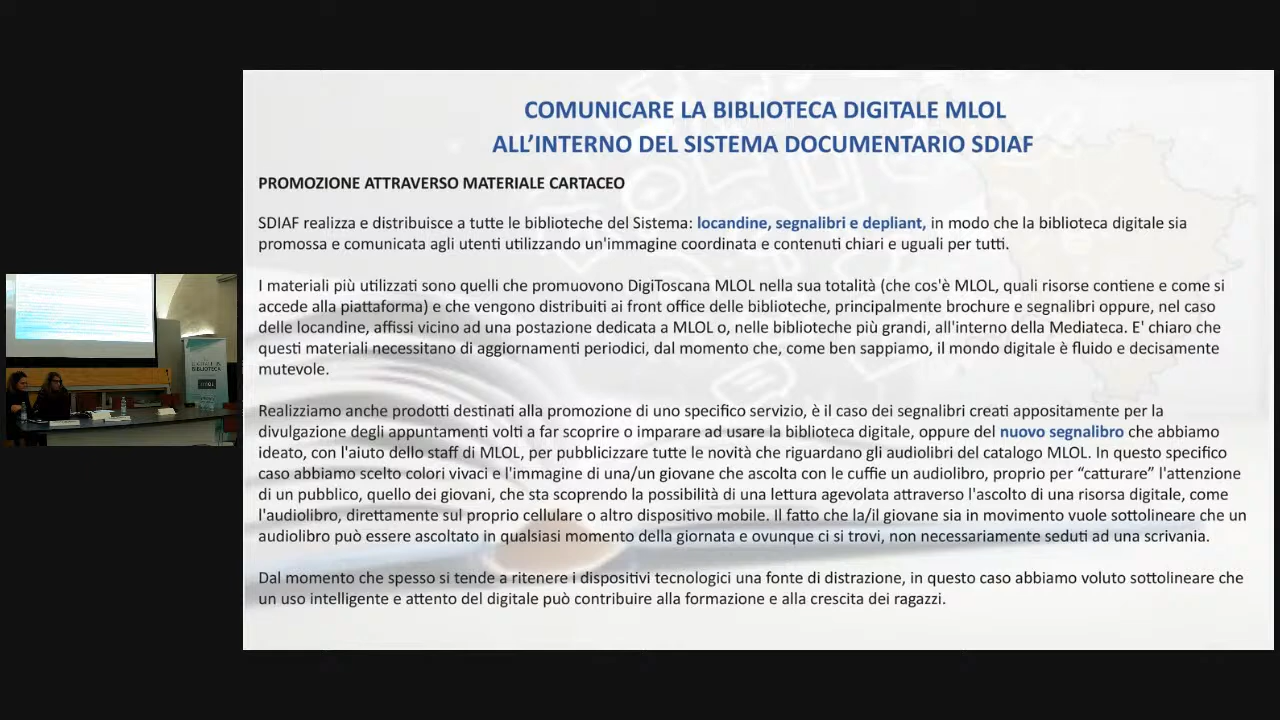 COMUNICARE LA BIBLIOTECA DIGITALE MLOL
ALL'INTERNO DEL SISTEMA DOCUMENTARIO SDIAF
PROMOZIONE ATTRAVERSO MATERIALE CARTACEO
SDIAF realizza e distribuisce a tutte le biblioteche del Sistema: locandine, segnalibri e depliant, in modo che la biblioteca digitale sia
promossa e comunicata agli utenti utilizzando un'immagine coordinata e contenuti chiari e uguali per tutti.
I materiali più utilizzati sono quelli che promuovono DigiToscana MLOL nella sua totalità (che cos'è MLOL, quali risorse contiene e come si
accede alla piattaforma) e che vengono distribuiti ai front office delle biblioteche, principalmente brochure e segnalibri oppure, nel caso
delle locandine, affissi vicino ad una postazione dedicata a MLOL o, nelle biblioteche più grandi, all'interno della Mediateca. E' chiaro che
questi materiali necessitano di aggiornamenti periodici, dal momento che, come ben sappiamo, il mondo digitale è fluido e decisamente
mutevole.
Realizziamo anche prodotti destinati alla promozione di uno specifico servizio, è il caso dei segnalibri creati appositamente per la
divulgazione degli appuntamenti volti a far scoprire o imparare ad usare la biblioteca digitale, oppure del nuovo segnalibro che abbiamo
ideato, con l'aiuto dello staff di MLOL, per pubblicizzare tutte le novità che riguardano gli audiolibri del catalogo MLOL. In questo specifico
caso abbiamo scelto colori vivaci e l'immagine di una/un giovane che ascolta con le cuffie un audiolibro, proprio per “catturare” l'attenzione
di un pubblico, quello dei giovani, che sta scoprendo la possibilità di una lettura agevolata attraverso l'ascolto di una risorsa digitale, come
l'audiolibro, direttamente sul proprio cellulare o altro dispositivo mobile. Il fatto che la/il giovane sia in movimento vuole sottolineare che un
audiolibro può essere ascoltato in qualsiasi momento della giornata e ovunque ci si trovi, non necessariamente seduti ad una scrivania.
Dal momento che spesso si tende a ritenere i dispositivi tecnologici una fonte di distrazione, in questo caso abbiamo voluto sottolineare che
un uso intelligente e attento del digitale può contribuire alla formazione e alla crescita dei ragazzi.
BIBLIOTECA